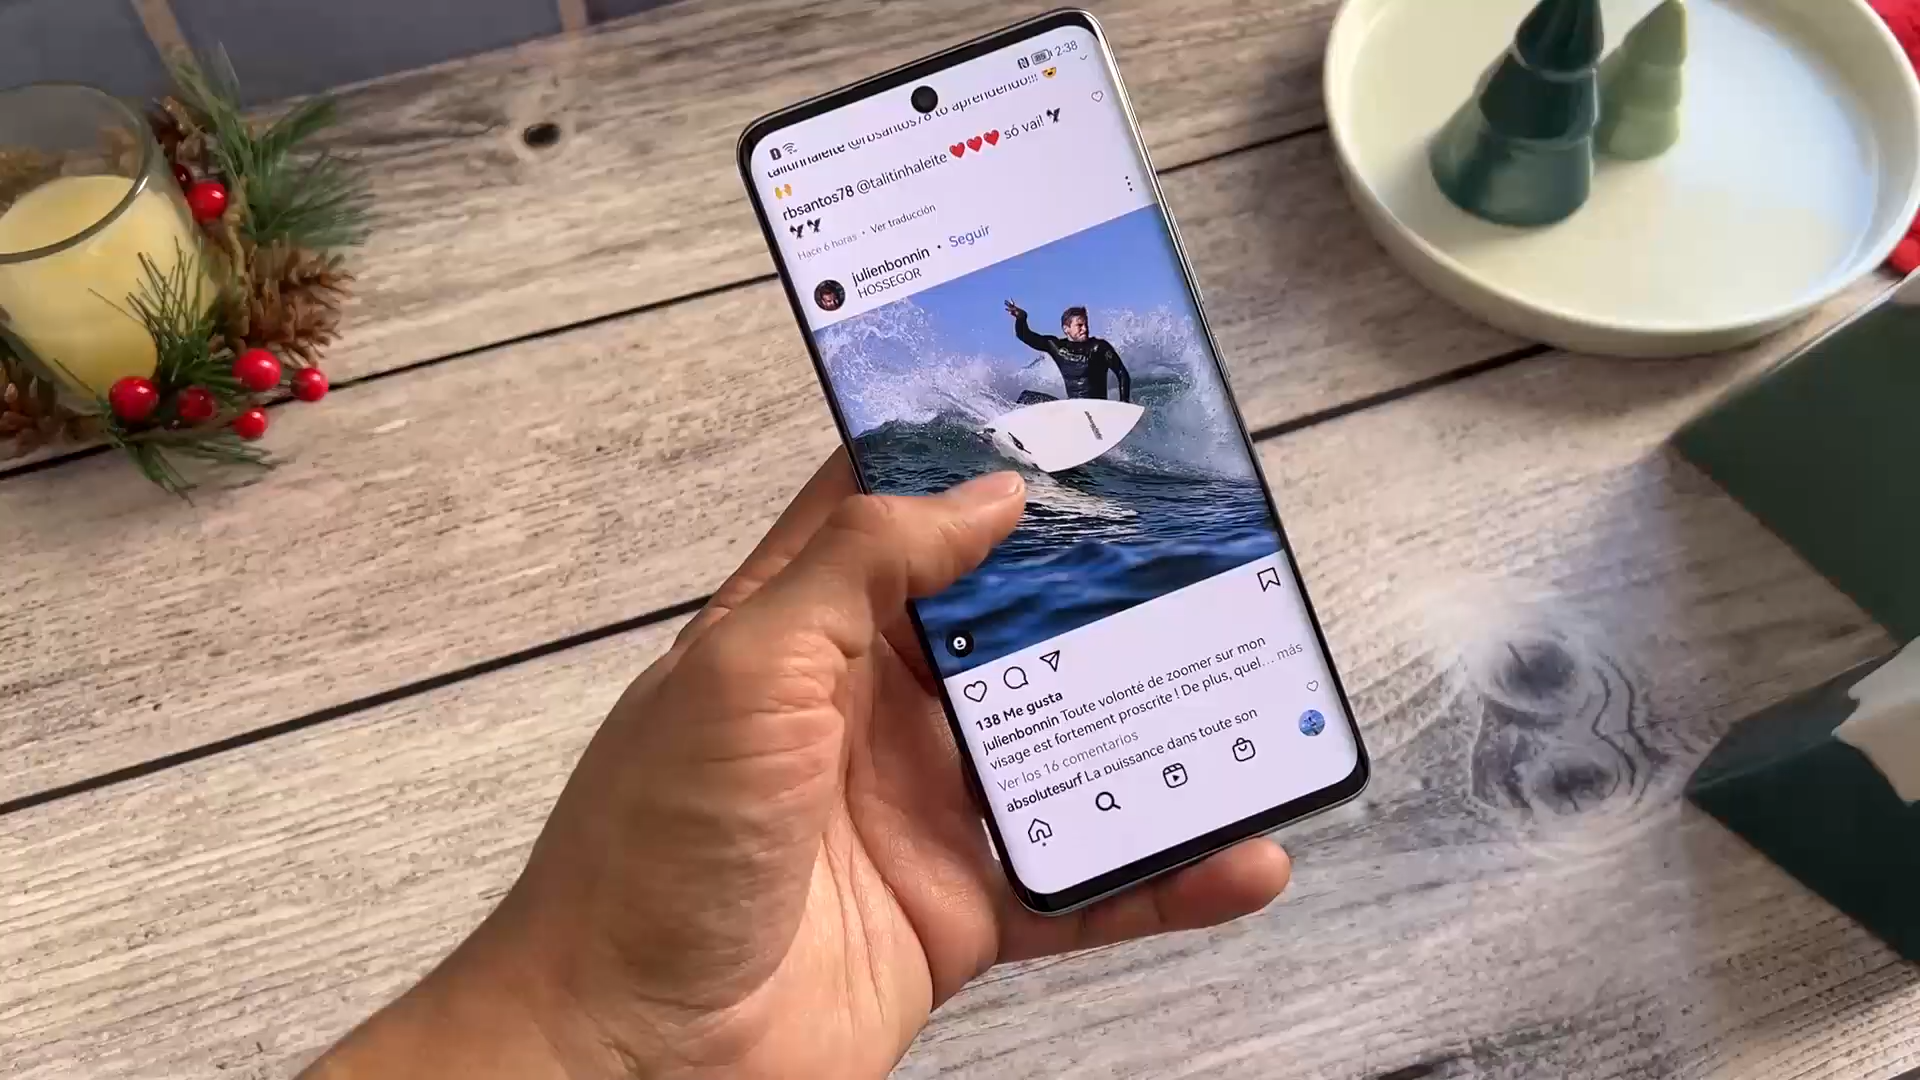 2:38
talitinhaleite @rbsantos78 to aprendendo!!! 🤩
🙌
rbsantos78 @talitinhaleite ❤️❤️❤️ só vai!
Hace 6 horas • Ver traducción
julienbonnin • Seguir
HOSSEGOR
138 Me gusta
julienbonnin Toute volonté de zoomer sur mon
visage est fortement proscrite ! De plus, quel... más
Ver los 16 comentarios
absolutesurf La puissance dans toute son